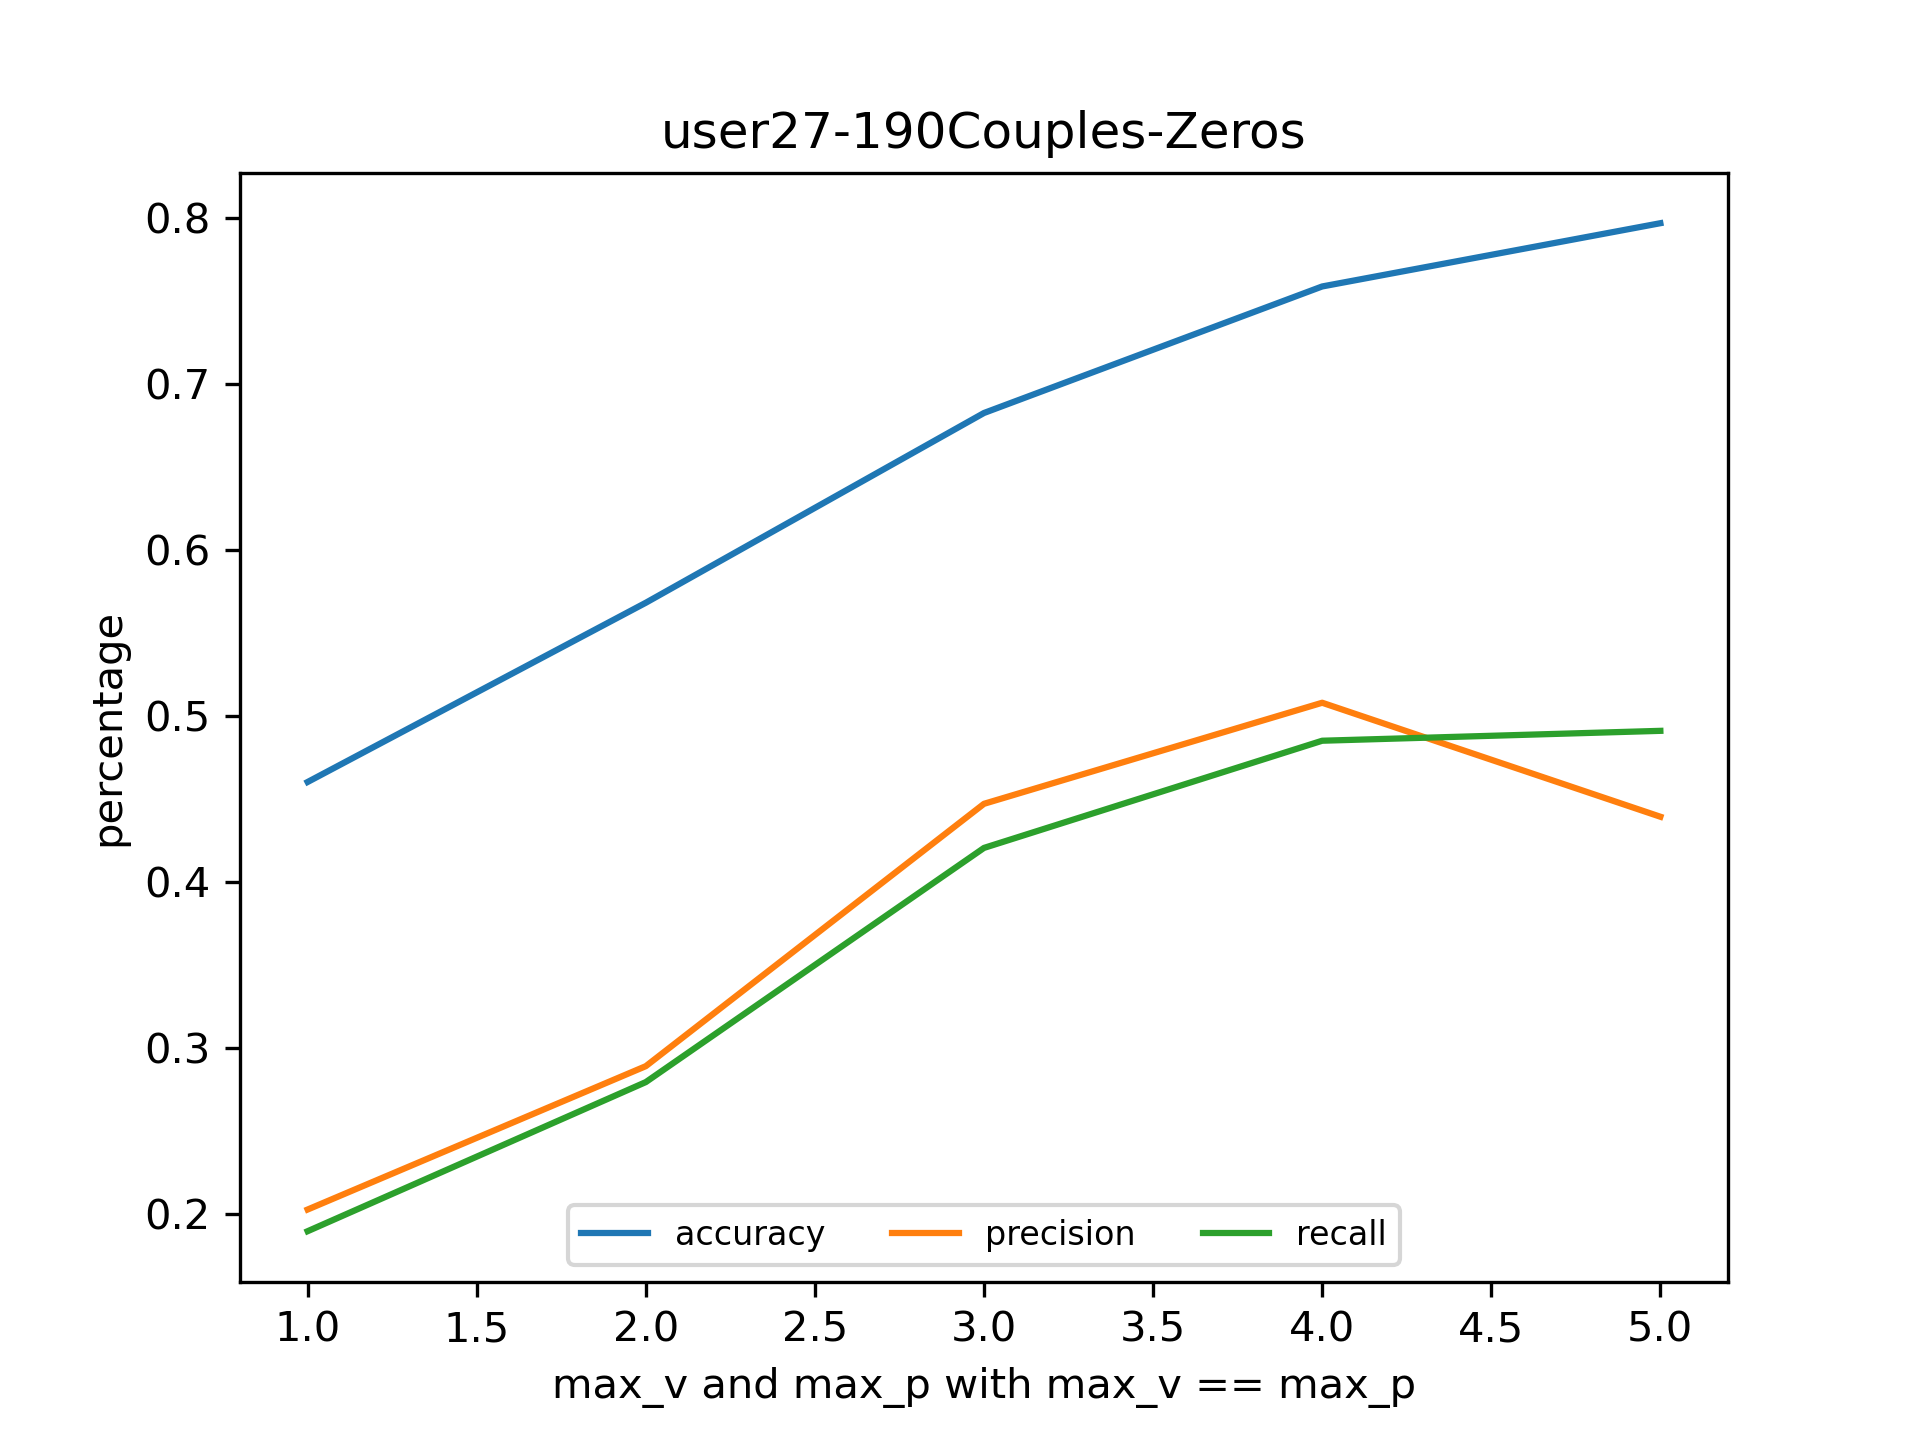 user27-190Couples-Zeros
0.8
0.7
0.6
0.5
0.4
0.3
0.2
percentage
accuracy precision recall
1.0 1.5 2.0 2.5 3.0 3.5 4.0 4.5 5.0
max_v and max_p with max_v == max_p